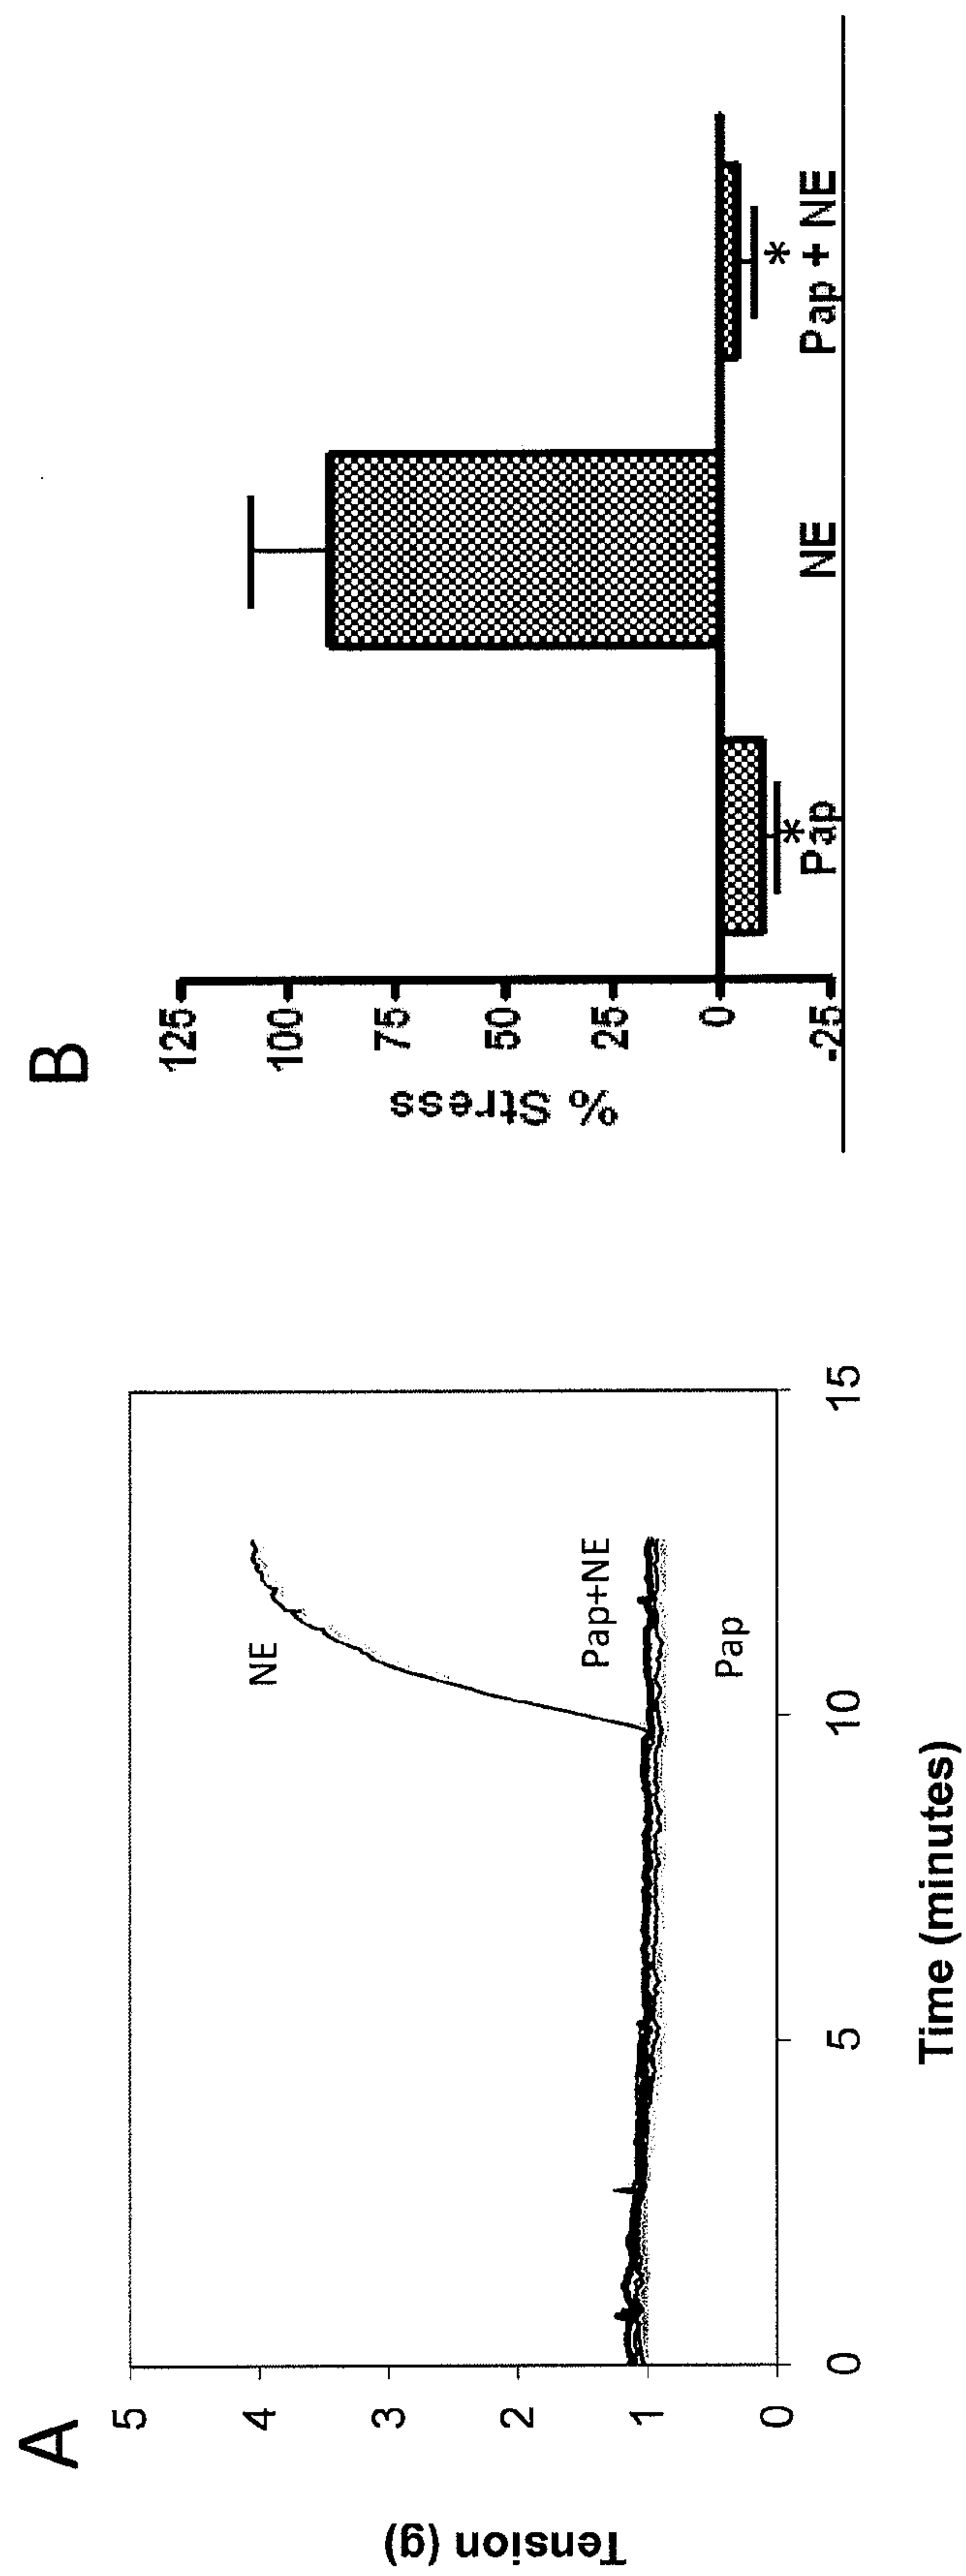 A
Tension (g)
5
4
3
2
1
0
NE
Pap+NE
Pap
0
5
10
15
Time (minutes)
B
% Stress
125
100
75
50
25
0
-25
*
*
Pap
NE
Pap + NE